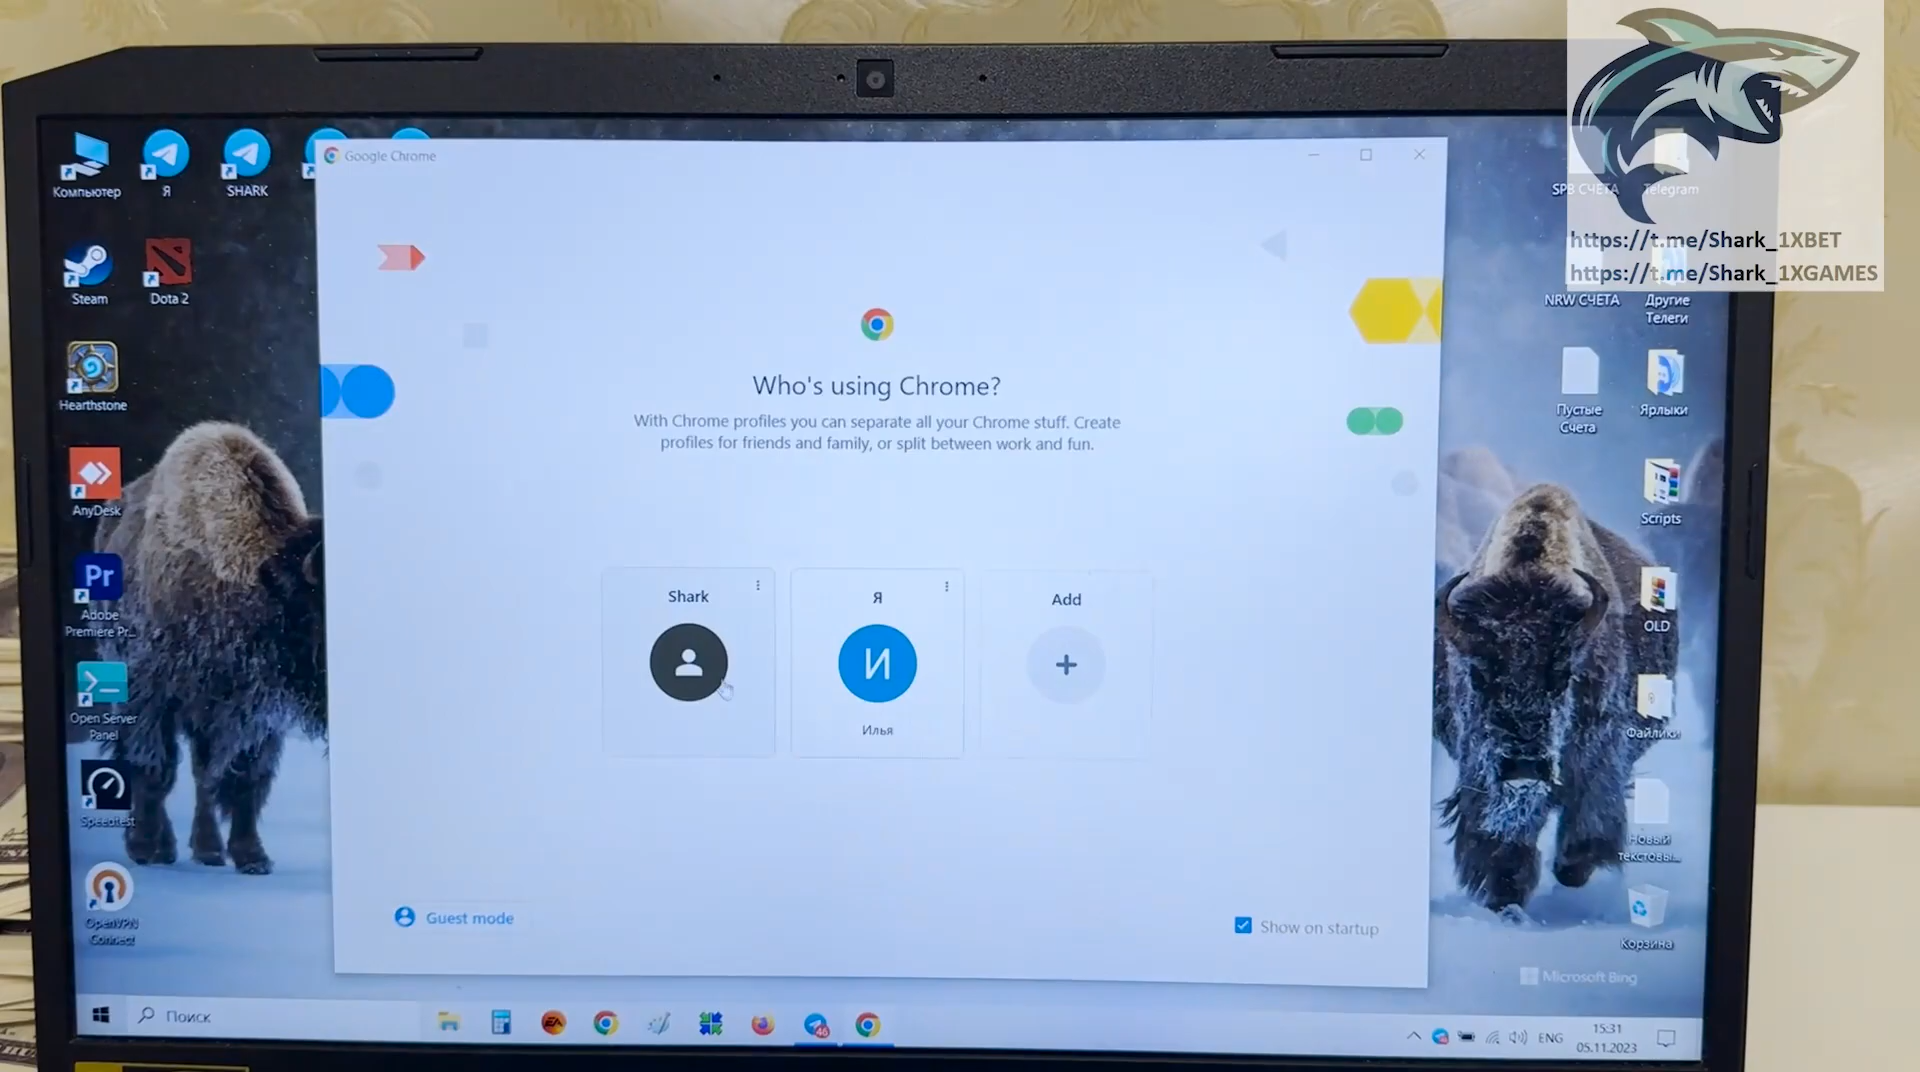 https://t.me/Shark_1XBET
https://t.me/Shark_1XGAMES
Компьютер
Я
SHARK
Steam
Dota 2
Hearthstone
AnyDesk
Pr
Adobe
Premiere Pr...
Open Server
Panel
Speedtest
OpenVPN
Connect
Google Chrome
Who's using Chrome?
With Chrome profiles you can separate all your Chrome stuff. Create
profiles for friends and family, or split between work and fun.
Shark
Я
И
Илья
Add
Guest mode
Show on startup
SPB СЧЕТА
Telegram
NRW СЧЕТА
Другие
Телеги
Пустые
Счета
Ярлыки
Scripts
OLD
Файлики
Новый
текстовы...
Корзина
Microsoft Bing
Поиск
EA
46
ENG
15:31
05.11.2023